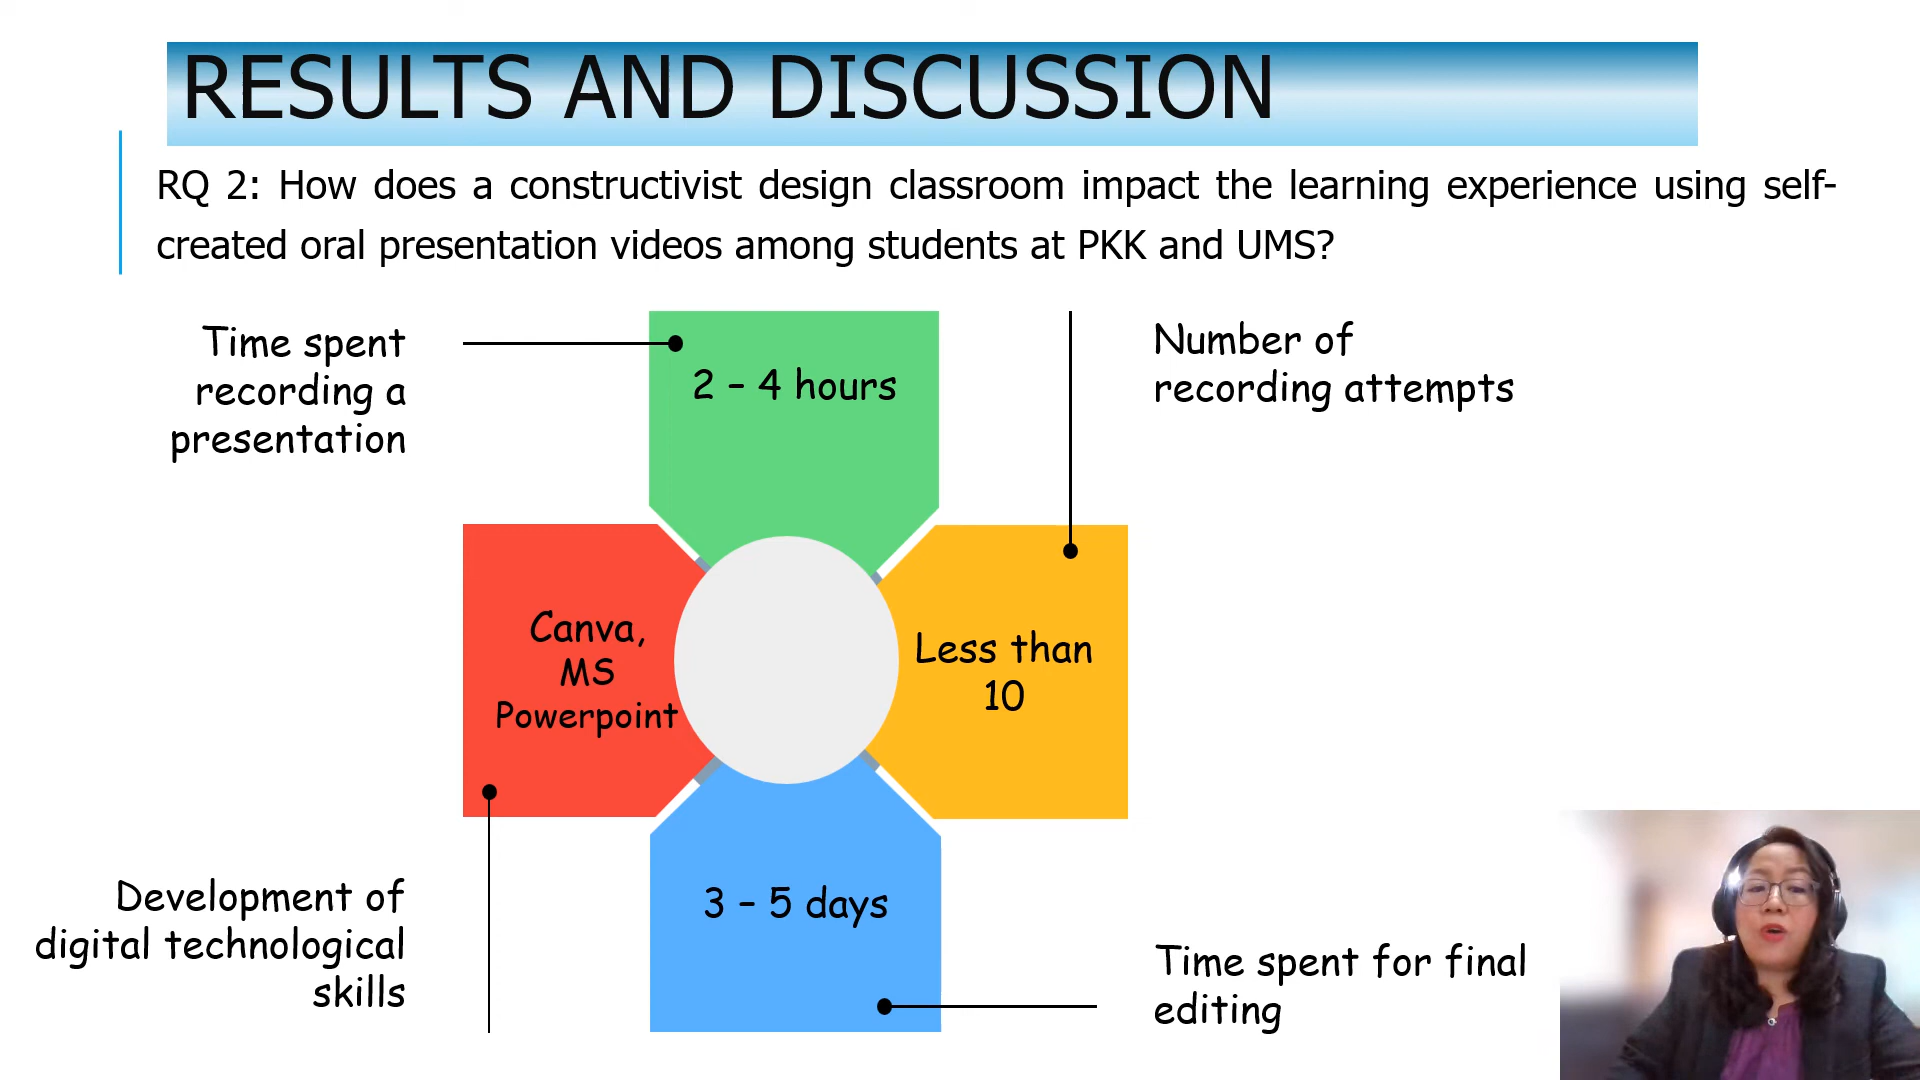 RESULTS AND DISCUSSION
RQ 2: How does a constructivist design classroom impact the learning experience using self-
created oral presentation videos among students at PKK and UMS?
Time spent
recording a
presentation
2 – 4 hours
Number of
recording attempts
Canva,
MS
Powerpoint
Less than
10
Development of
digital technological
skills
3 – 5 days
Time spent for final
editing